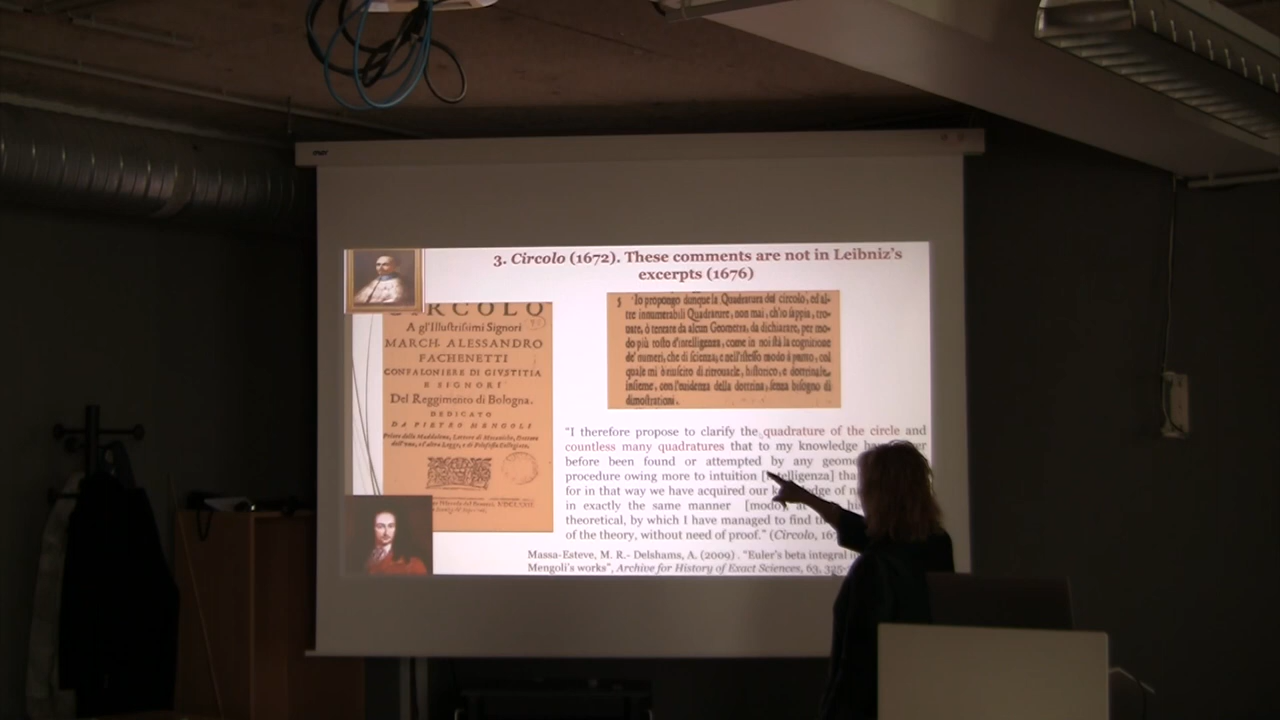 3. Circolo (1672). These comments are not in Leibniz's
excerpts (1676)
CIRCOLO
A gl'Illustrissimi Signori
MARCH. ALESSANDRO
FACHENETTI
CONFALONIERE DI GIVSTITIA
E SIGNORI
Del Reggimento di Bologna.
DEDICATO
DA PIETRO MENGOLI
5 Io propongo dunque la Quadratura del circolo, ed al-
tre innumerabili Quadrature, non mai, ch'io sappia, tro-
uate, ò tentate da alcun Geometra, da dichiarare, per mo-
do più tosto d'intelligenza, come in noi stà la cognitione
de' numeri, che di scienza, e nell'istesso modo à punto, col
quale mi è riuscito di ritrouarle, historico, e dottrinale
insieme, con l'euidenza della dottrina, senza bisogno di
dimostrationi.
"I therefore propose to clarify the quadrature of the circle and
countless many quadratures that to my knowledge
before been found or attempted by any
procedure owing more to intuition [intelligenza]
for in that way we have acquired our knowledge of
in exactly the same manner [modo],
theoretical, by which I have managed to find
of the theory, without need of proof." (Circolo,
Massa-Esteve, M. R.- Delshams, A. (2009). "Euler's beta integral
Mengoli's works", Archive for History of Exact Sciences, 63,